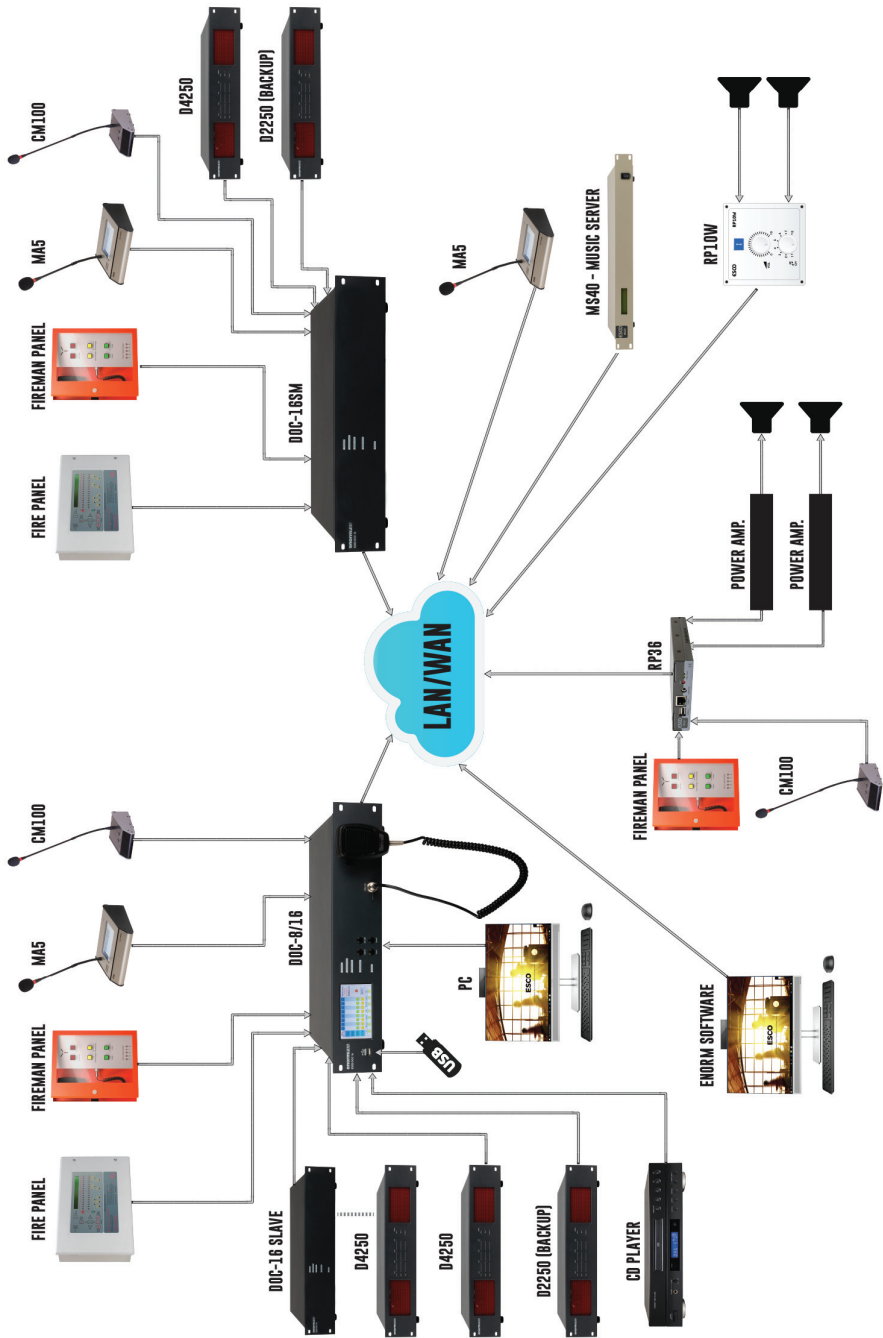 FIRE PANEL
FIREMAN PANEL
MA5
CM100
FIRE PANEL
FIREMAN PANEL
MA5
CM100
D4250
D2250 (BACKUP)
DOC-16 SLAVE
D4250
D4250
D2250 (BACKUP)
CD PLAYER
DOC-8/16
USB
PC
ESCO
DOC-16SM
LAN/WAN
MA5
MS40 - MUSIC SERVER
RP10W
ESCO
RP10W
ENORM SOFTWARE
ESCO
FIREMAN PANEL
CM100
RP36
POWER AMP.
POWER AMP.